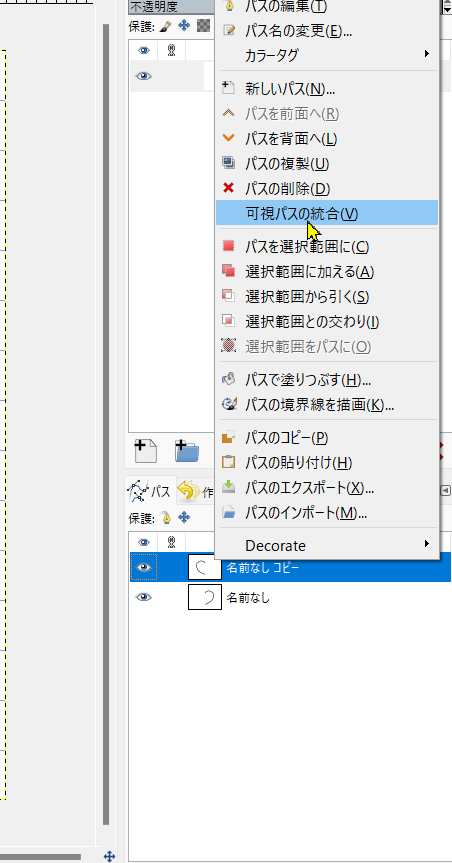 不透明度
パスの編集(T)
保護:
パス名の変更(E)...
カラータグ
新しいパス(N)...
パスを前面へ(R)
パスを背面へ(L)
パスの複製(U)
パスの削除(D)
可視パスの統合(V)
パスを選択範囲に(C)
選択範囲に加える(A)
選択範囲から引く(S)
選択範囲との交わり(I)
選択範囲をパスに(O)
パスで塗りつぶす(H)...
パスの境界線を描画(K)...
パスのコピー(P)
パスの貼り付け(H)
パスのエクスポート(X)...
パスのインポート(M)...
Decorate
パス
作
保護:
名前なし コピー
名前なし